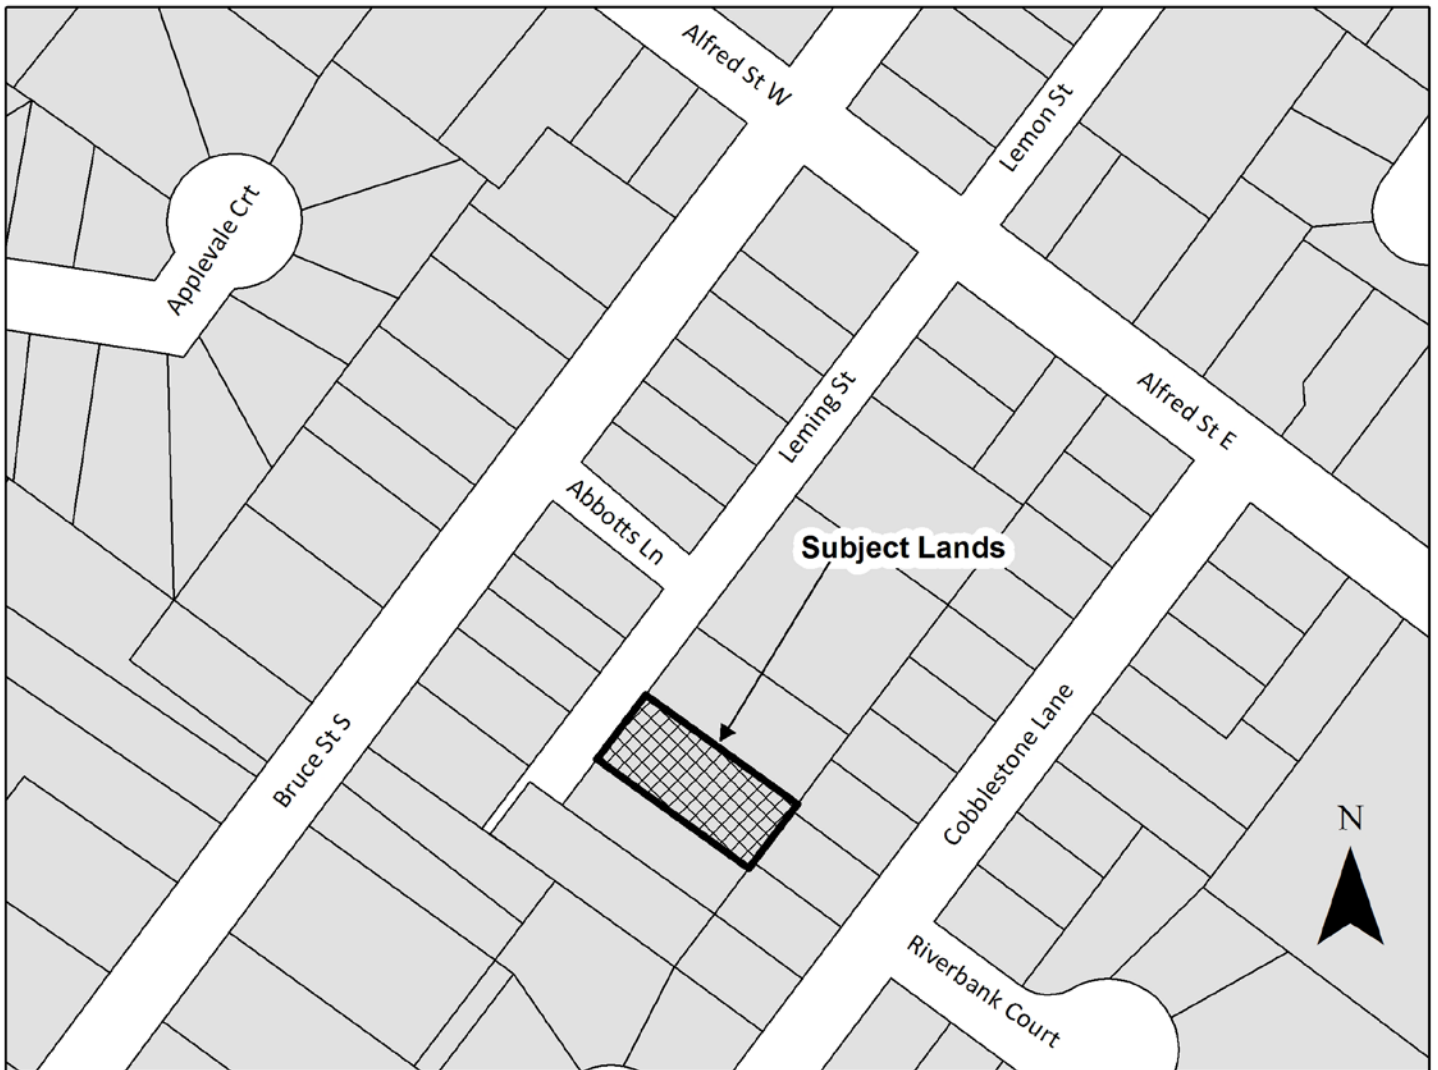 Alfred St W
Lemon St
Applevale Crt
Leming St
Alfred St E
Abbotts Ln
Subject Lands
Bruce St S
Cobblestone Lane
N
Riverbank Court